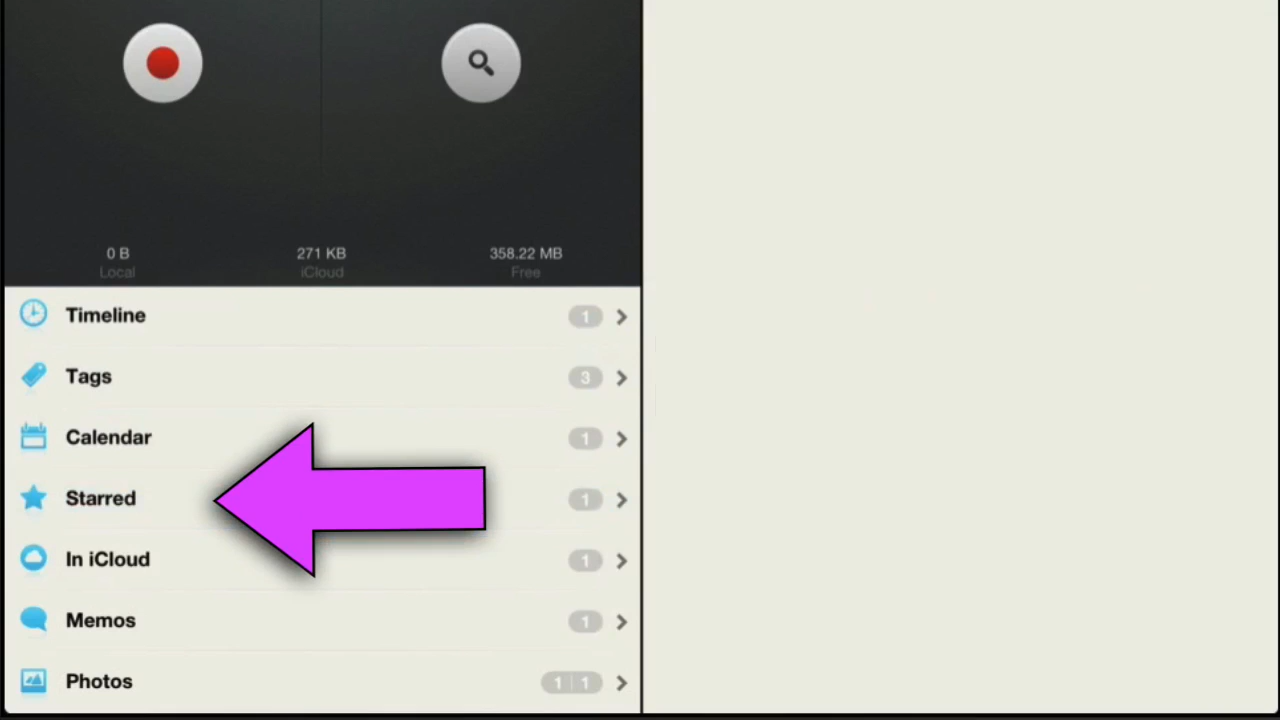 0 B 271 KB 358.22 MB
Local iCloud Free
Timeline 1
Tags 3
Calendar 1
Starred 1
In iCloud 1
Memos 1
Photos 1 1